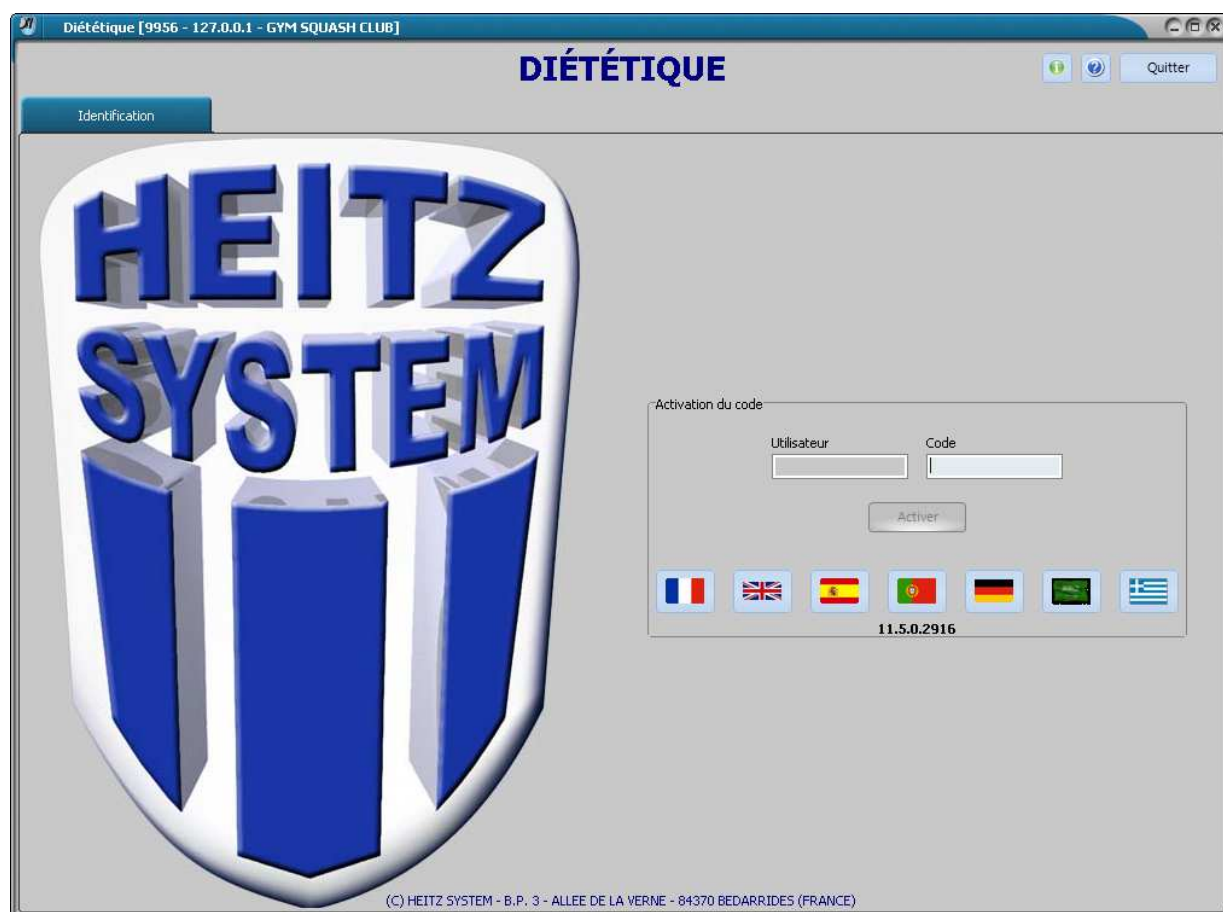 Diététique [9956 - 127.0.0.1 - GYM SQUASH CLUB]
DIÉTÉTIQUE
Quitter
Identification
HEITZ
SYSTEM
Activation du code
Utilisateur
Code
Activer
11.5.0.2916
(C) HEITZ SYSTEM - B.P. 3 - ALLEE DE LA VERNE - 84370 BEDARRIDES (FRANCE)